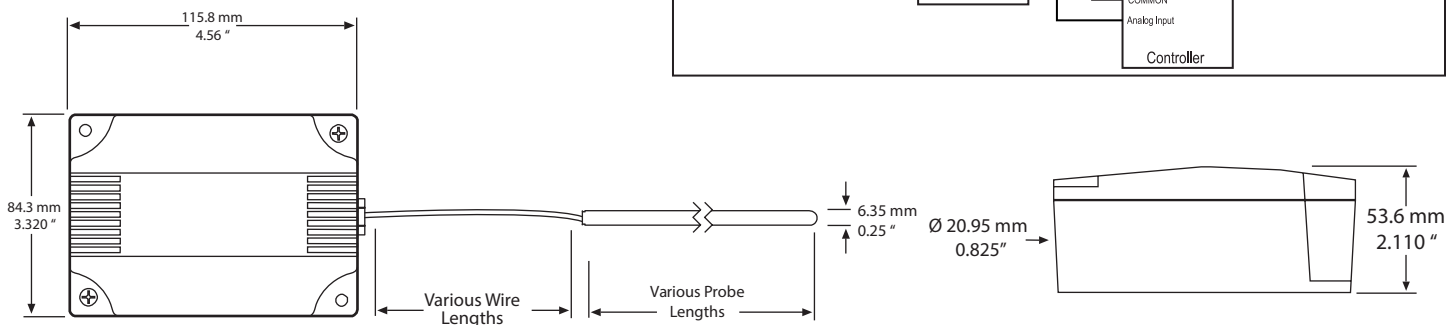 COMMON
Analog Input
Controller
115.8 mm
4.56 “
84.3 mm
3.320 “
6.35 mm
0.25 “
Various Wire
Lengths
Various Probe
Lengths
Ø 20.95 mm
0.825”
53.6 mm
2.110 “